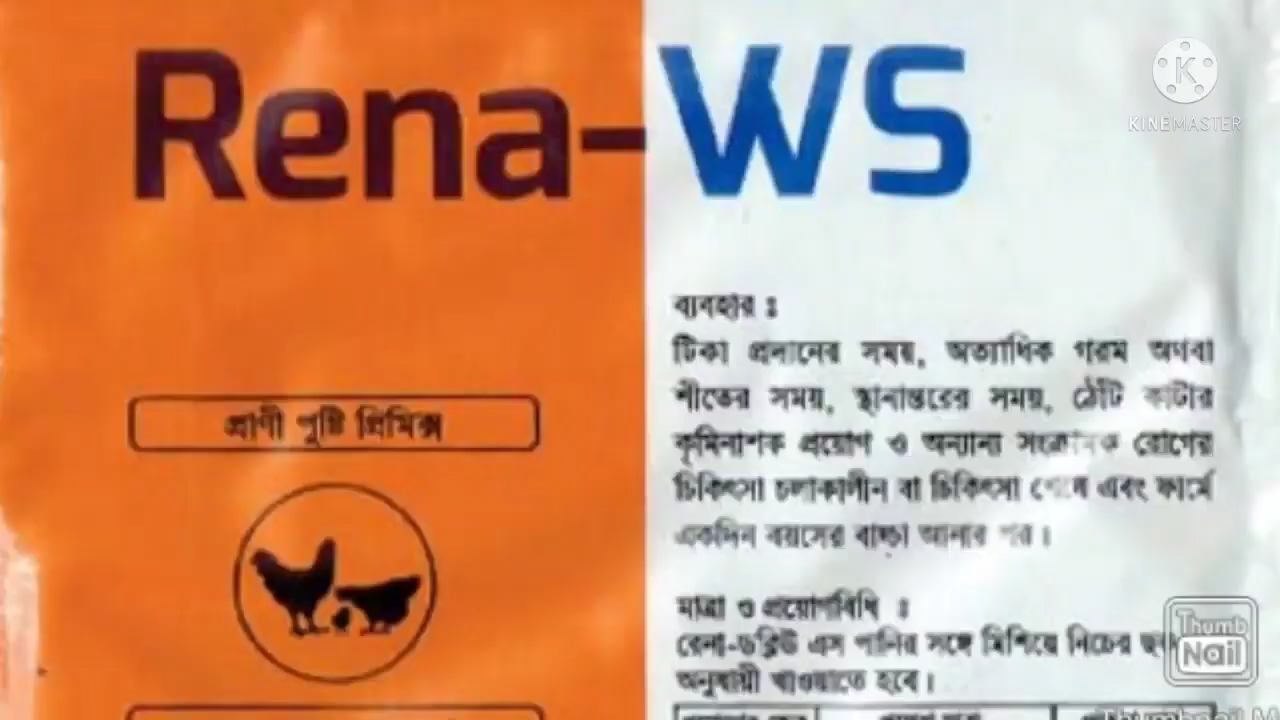 Rena-WS
KINEMASTER
প্রাণী পুষ্টি প্রিমিক্স
ব্যবহার ঃ
টিকা প্রদানের সময়, অত্যাধিক গরম অথবা
শীতের সময়, স্থানান্তরের সময়, ঠোঁট কাটার
কৃমিনাশক প্রয়োগ ও অন্যান্য সংক্রামক রোগের
চিকিৎসা চলাকালীন বা চিকিৎসা শেষে এবং ফার্মে
একদিন বয়সের বাচ্চা আনার পর।
মাত্রা ও প্রয়োগবিধি ঃ
রেনা-ডব্লিউ এস পানির সঙ্গে মিশিয়ে নিচের
অনুযায়ী খাওয়াতে হবে।
Thumb
Nail